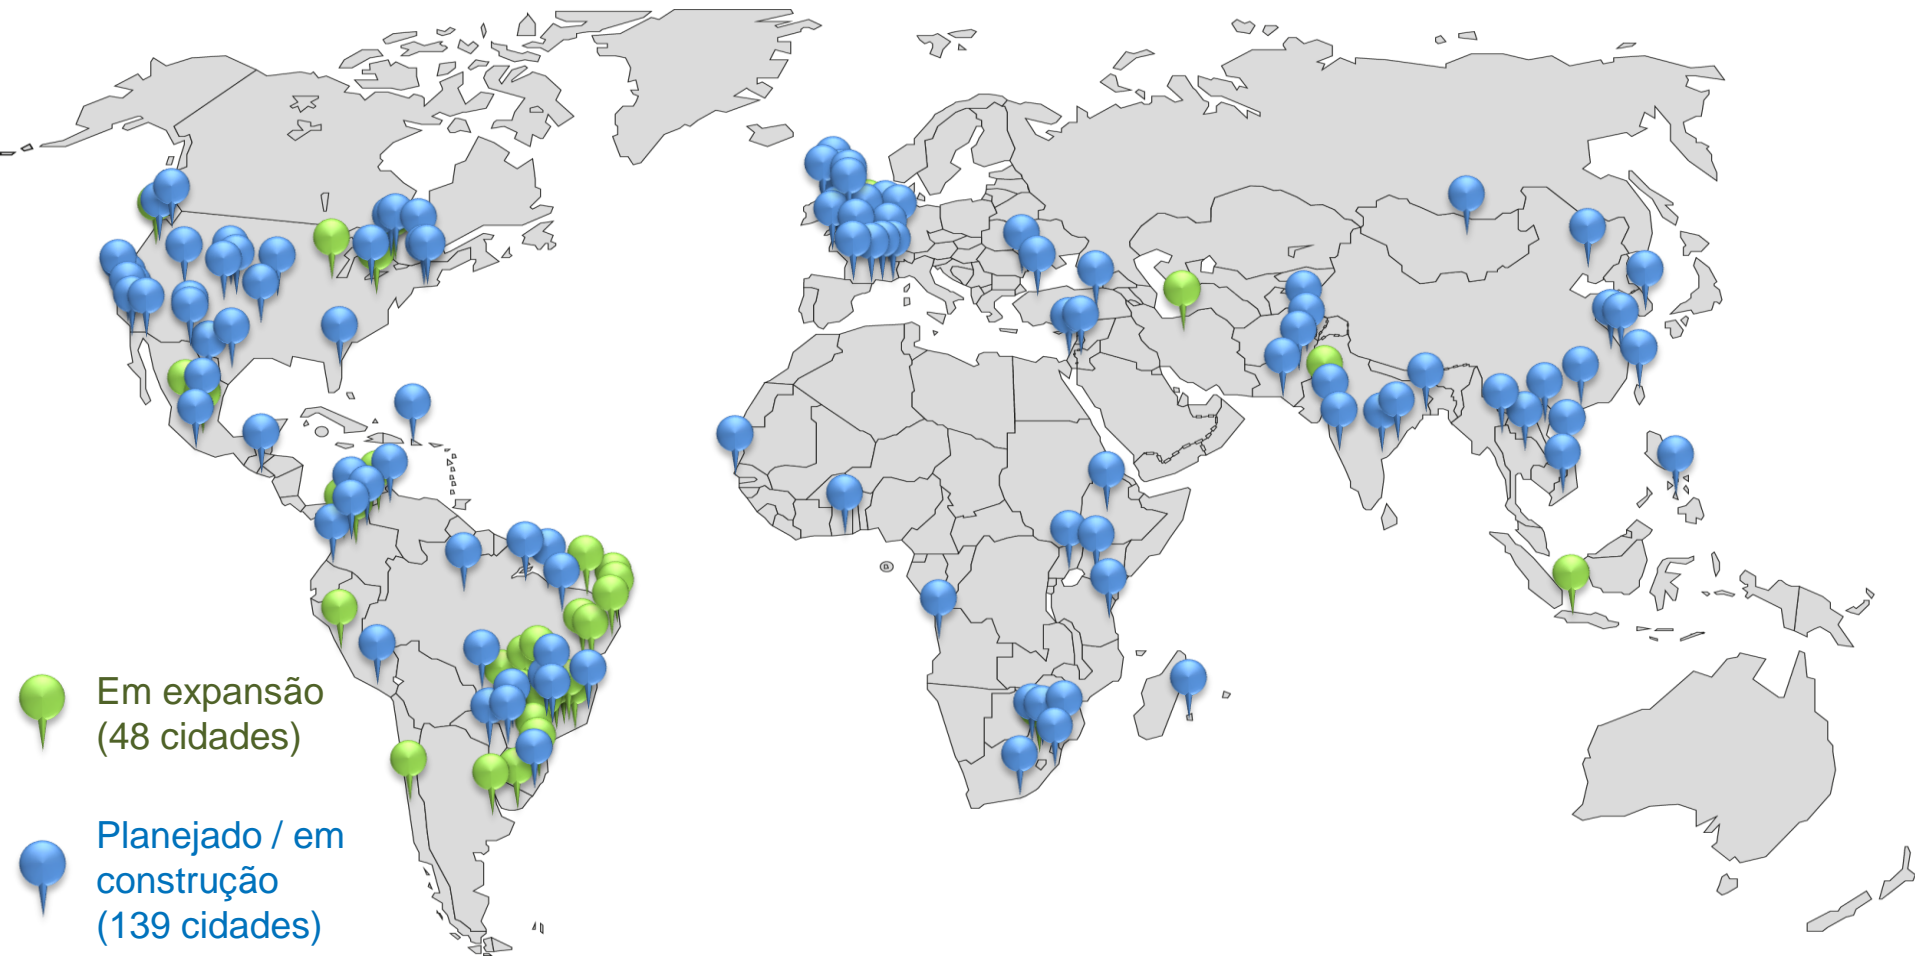 Em expansão
(48 cidades)
Planejado / em
construção
(139 cidades)